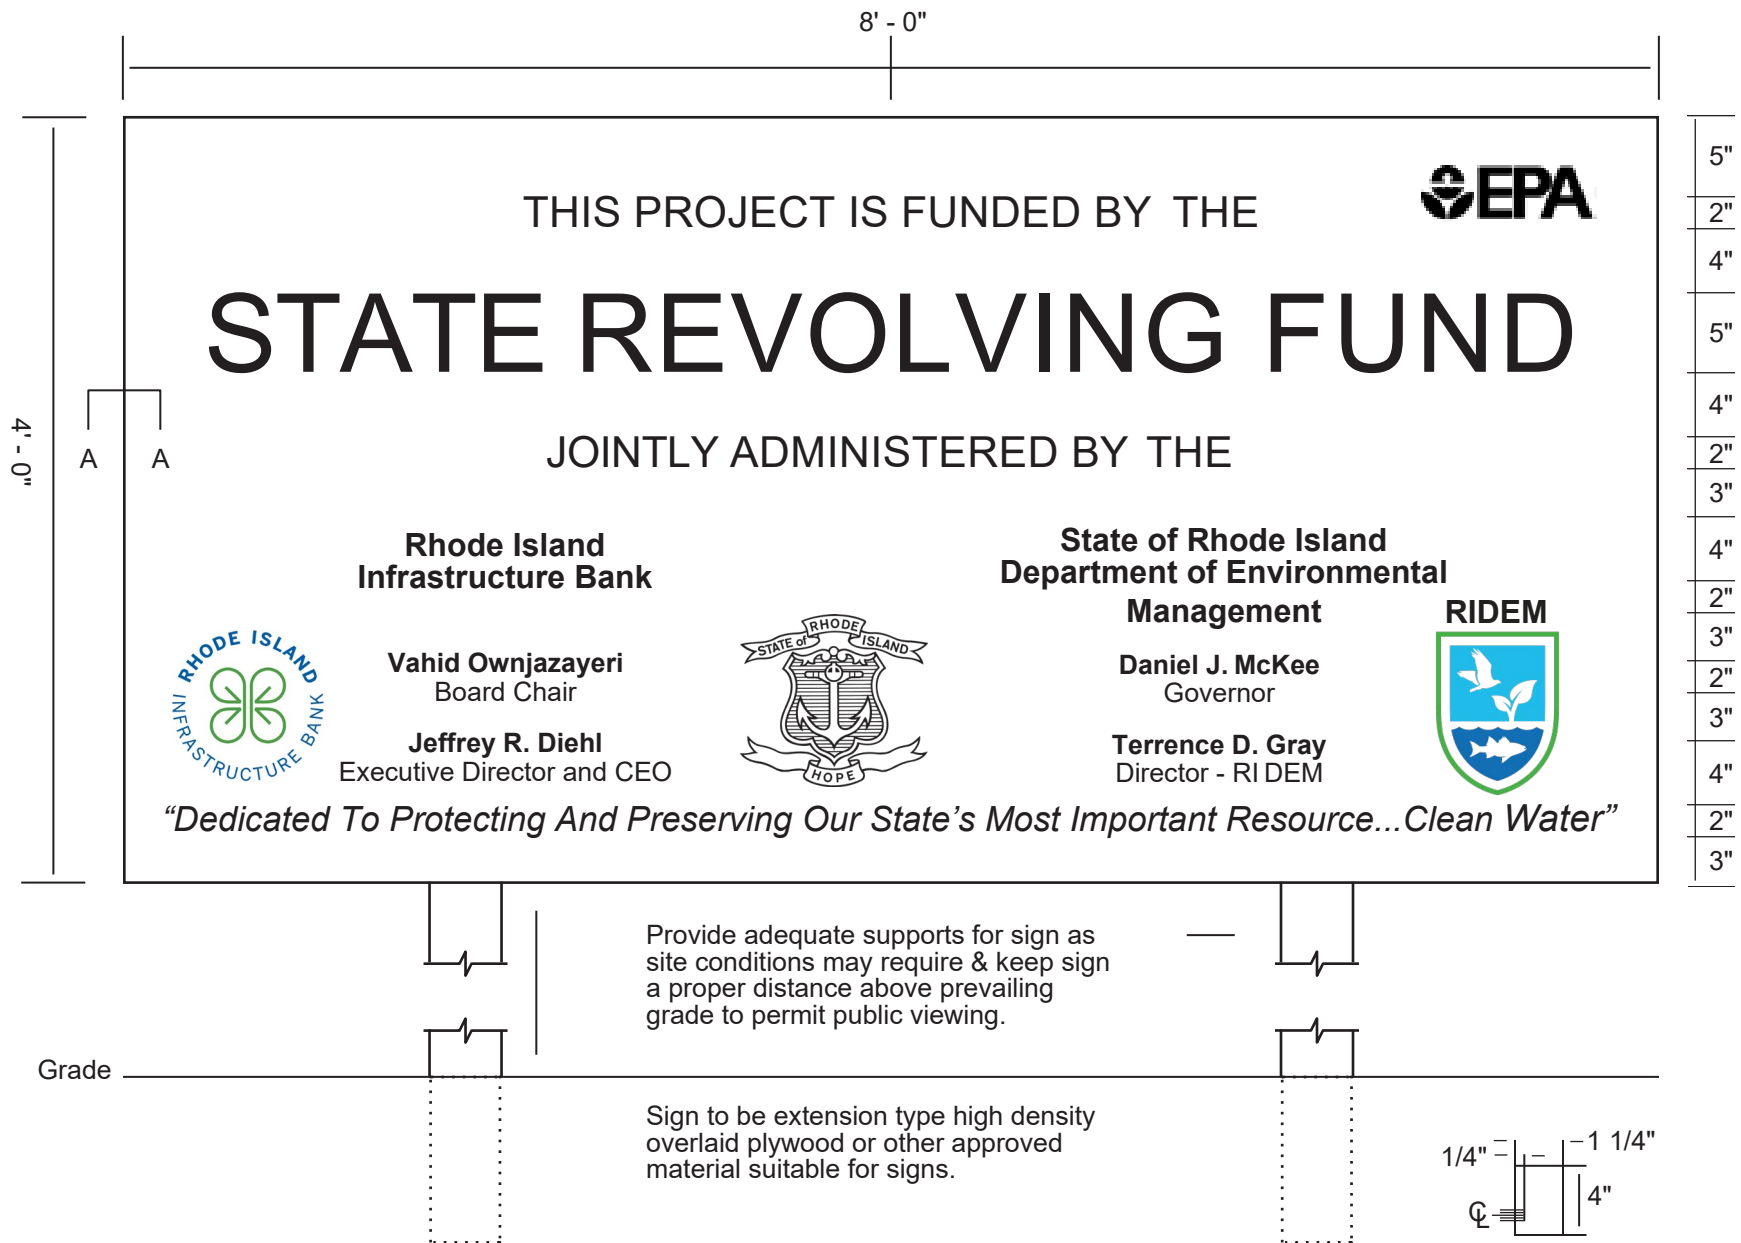 8' - 0"
5"
EPA
THIS PROJECT IS FUNDED BY THE
2"
4"
STATE REVOLVING FUND
5"
4"
4' - 0"
A A
JOINTLY ADMINISTERED BY THE
2"
3"
Rhode Island
Infrastructure Bank
State of Rhode Island
Department of Environmental
Management
4"
2"
RIDEM
3"
RHODE ISLAND
INFRASTRUCTURE BANK
Vahid Ownjazayeri
Board Chair
Jeffrey R. Diehl
Executive Director and CEO
STATE of RHODE ISLAND
HOPE
Daniel J. McKee
Governor
Terrence D. Gray
Director - RI DEM
2"
3"
4"
“Dedicated To Protecting And Preserving Our State’s Most Important Resource...Clean Water”
2"
3"
Provide adequate supports for sign as
site conditions may require & keep sign
a proper distance above prevailing
grade to permit public viewing.
Grade
Sign to be extension type high density
overlaid plywood or other approved
material suitable for signs.
1/4"
1 1/4"
4"
℄